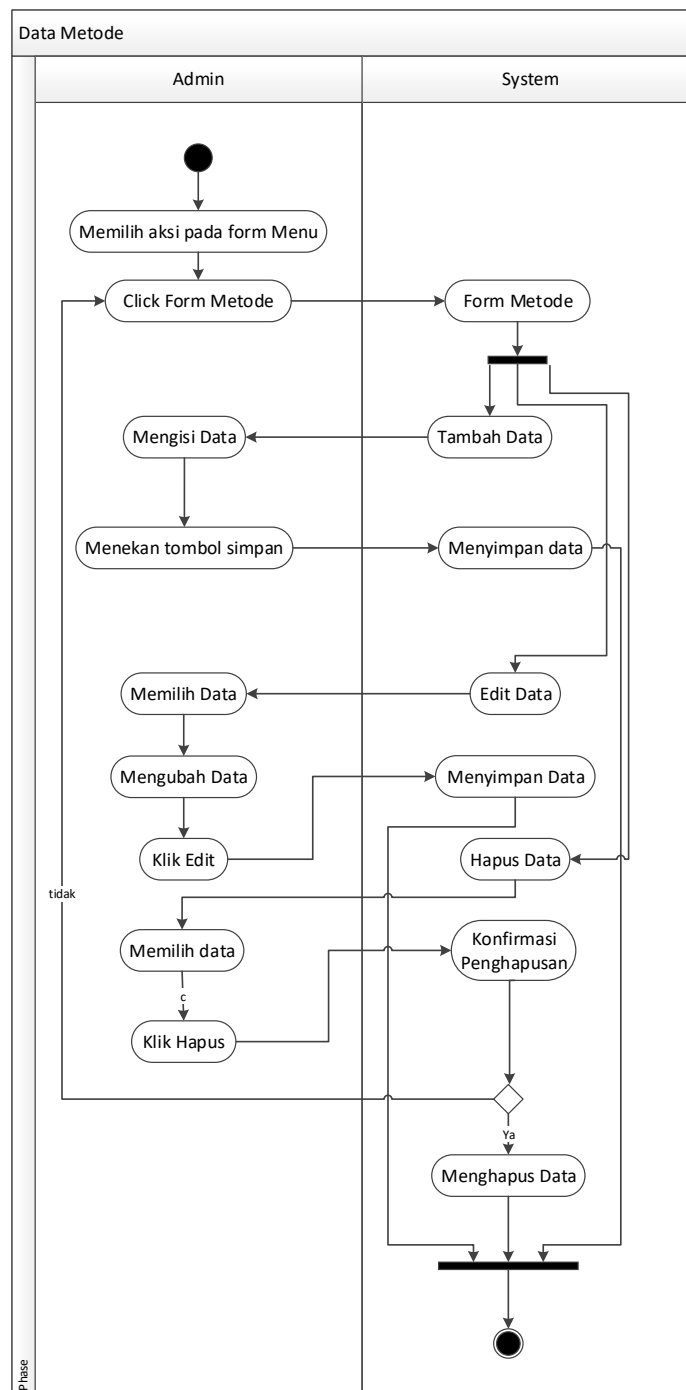 Data Metode
Admin
System
Memilih aksi pada form Menu
Click Form Metode
Form Metode
Mengisi Data
Tambah Data
Menekan tombol simpan
Menyimpan data
Memilih Data
Edit Data
Mengubah Data
Menyimpan Data
Klik Edit
Hapus Data
tidak
Memilih data
Konfirmasi
Penghapusan
c
Klik Hapus
Ya
Menghapus Data
Phase